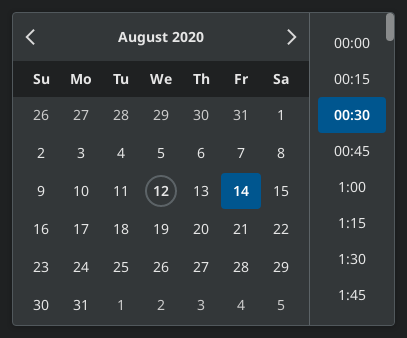 August 2020
Su Mo Tu We Th Fr Sa
26 27 28 29 30 31 1
2 3 4 5 6 7 8
9 10 11 12 13 14 15
16 17 18 19 20 21 22
23 24 25 26 27 28 29
30 31 1 2 3 4 5
00:00
00:15
00:30
00:45
1:00
1:15
1:30
1:45